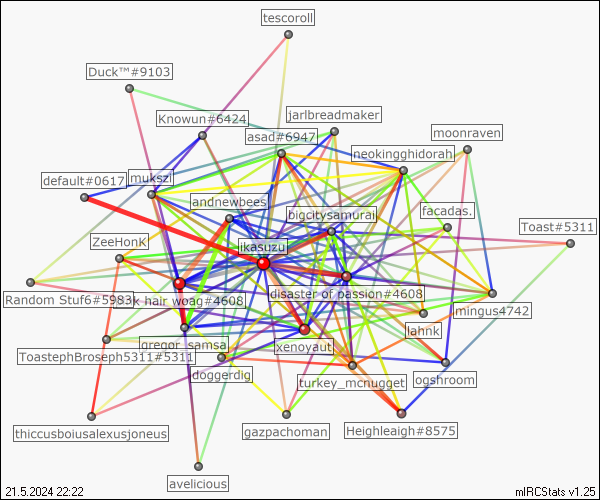 tescoroll
Duck™#9103
Knowun#6424
jarlbreadmaker
asad#6947
moonraven
neokingghidorah
default#0617
mukszi
andnewbees
bigcitysamurai
facadas.
Toast#5311
ZeeHonK
ikasuzu
Random Stuf6#5983
k hair woag#4608
disaster of passion#4608
mingus4742
lahnk
gregor_samsa
xenoyaut
ToastephBroseph5311#5311
doggerdig
turkey_mcnugget
ogshroom
thiccusboiusalexusjoneus
gazpachoman
Heighleaigh#8575
avelicious
21.5.2024 22:22
mIRCStats v1.25